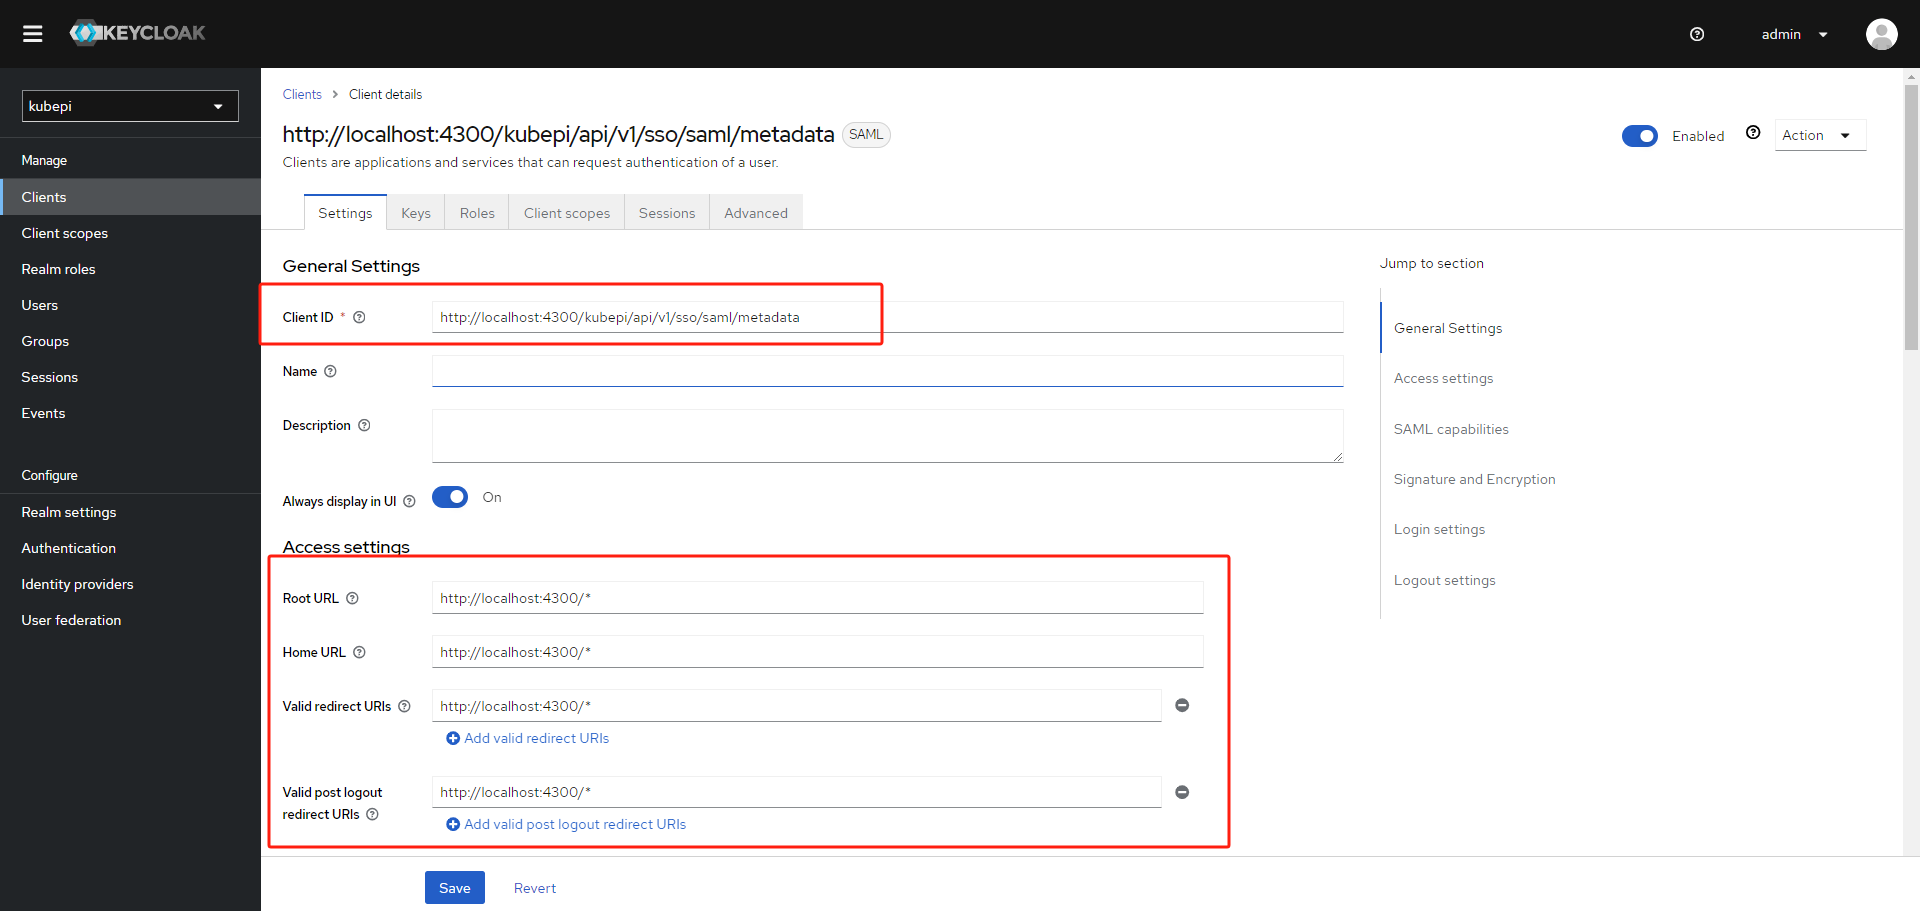 KEYCLOAK
admin
kubepi
Manage
Clients
Client scopes
Realm roles
Users
Groups
Sessions
Events
Configure
Realm settings
Authentication
Identity providers
User federation
Clients > Client details
http://localhost:4300/kubepi/api/v1/sso/saml/metadata SAML
Enabled Action
Clients are applications and services that can request authentication of a user.
Settings Keys Roles Client scopes Sessions Advanced
General Settings
Client ID * http://localhost:4300/kubepi/api/v1/sso/saml/metadata
Name
Description
Always display in UI On
Access settings
Root URL http://localhost:4300/*
Home URL http://localhost:4300/*
Valid redirect URIs http://localhost:4300/*
Add valid redirect URIs
Valid post logout
redirect URIs
http://localhost:4300/*
Add valid post logout redirect URIs
Save Revert
Jump to section
General Settings
Access settings
SAML capabilities
Signature and Encryption
Login settings
Logout settings